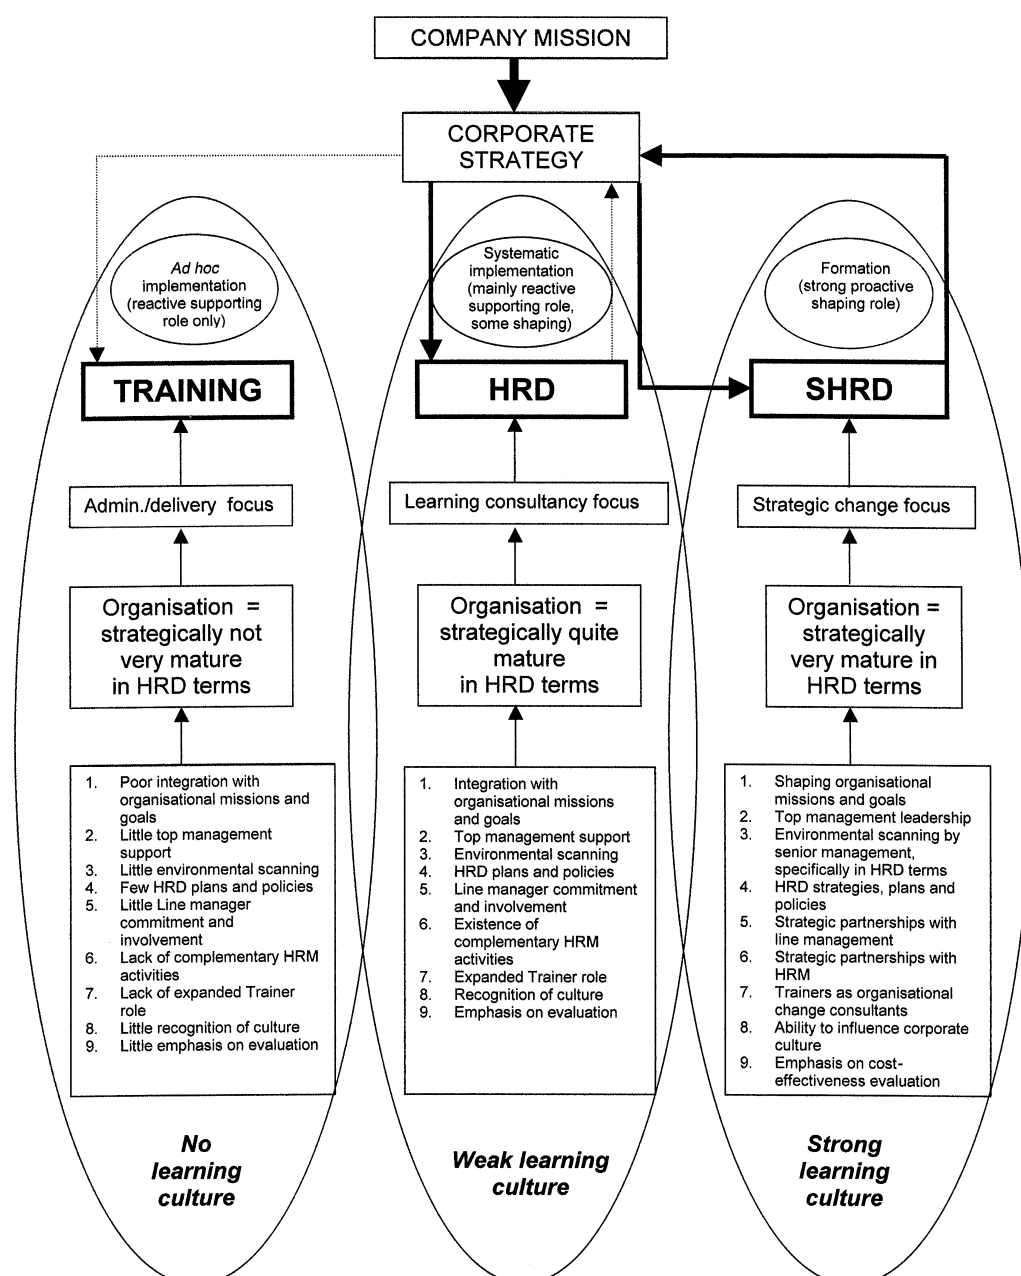 COMPANY MISSION
CORPORATE
STRATEGY
Ad hoc
implementation
(reactive supporting
role only)
TRAINING
Admin./delivery focus
Organisation =
strategically not
very mature
in HRD terms
1. Poor integration with
organisational missions and
goals
2. Little top management
support
3. Little environmental scanning
4. Few HRD plans and policies
5. Little Line manager
commitment and
involvement
6. Lack of complementary HRM
activities
7. Lack of expanded Trainer
role
8. Little recognition of culture
9. Little emphasis on evaluation
No
learning
culture
Systematic
implementation
(mainly reactive
supporting role,
some shaping)
HRD
Learning consultancy focus
Organisation =
strategically quite
mature
in HRD terms
1. Integration with
organisational missions
and goals
2. Top management support
3. Environmental scanning
4. HRD plans and policies
5. Line manager commitment
and involvement
6. Existence of
complementary HRM
activities
7. Expanded Trainer role
8. Recognition of culture
9. Emphasis on evaluation
Weak learning
culture
Formation
(strong proactive
shaping role)
SHRD
Strategic change focus
Organisation =
strategically
very mature in
HRD terms
1. Shaping organisational
missions and goals
2. Top management leadership
3. Environmental scanning by
senior management,
specifically in HRD terms
4. HRD strategies, plans and
policies
5. Strategic partnerships with
line management
6. Strategic partnerships with
HRM
7. Trainers as organisational
change consultants
8. Ability to influence corporate
culture
9. Emphasis on cost-
effectiveness evaluation
Strong
learning
culture